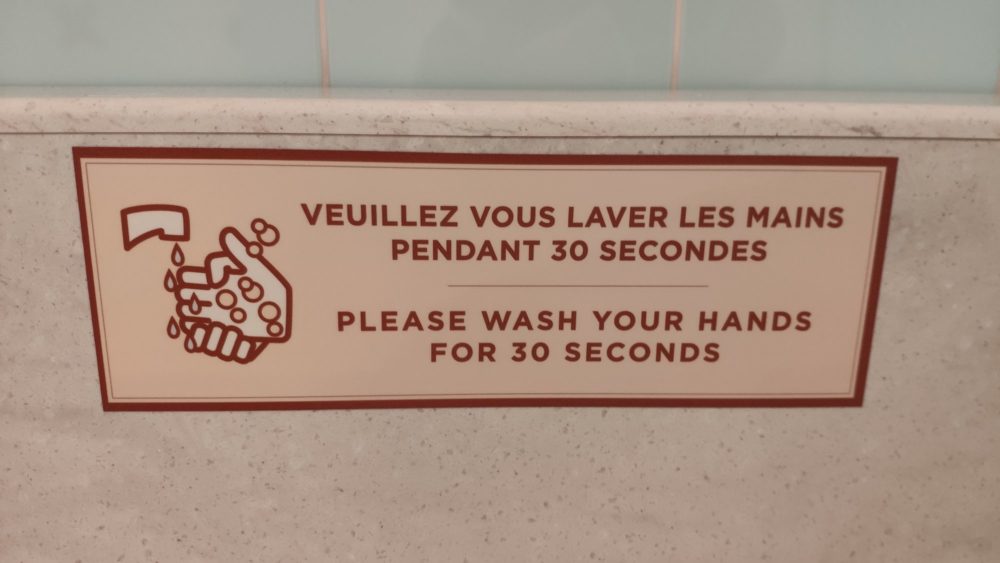 VEUILLEZ VOUS LAVER LES MAINS
PENDANT 30 SECONDES
PLEASE WASH YOUR HANDS
FOR 30 SECONDS